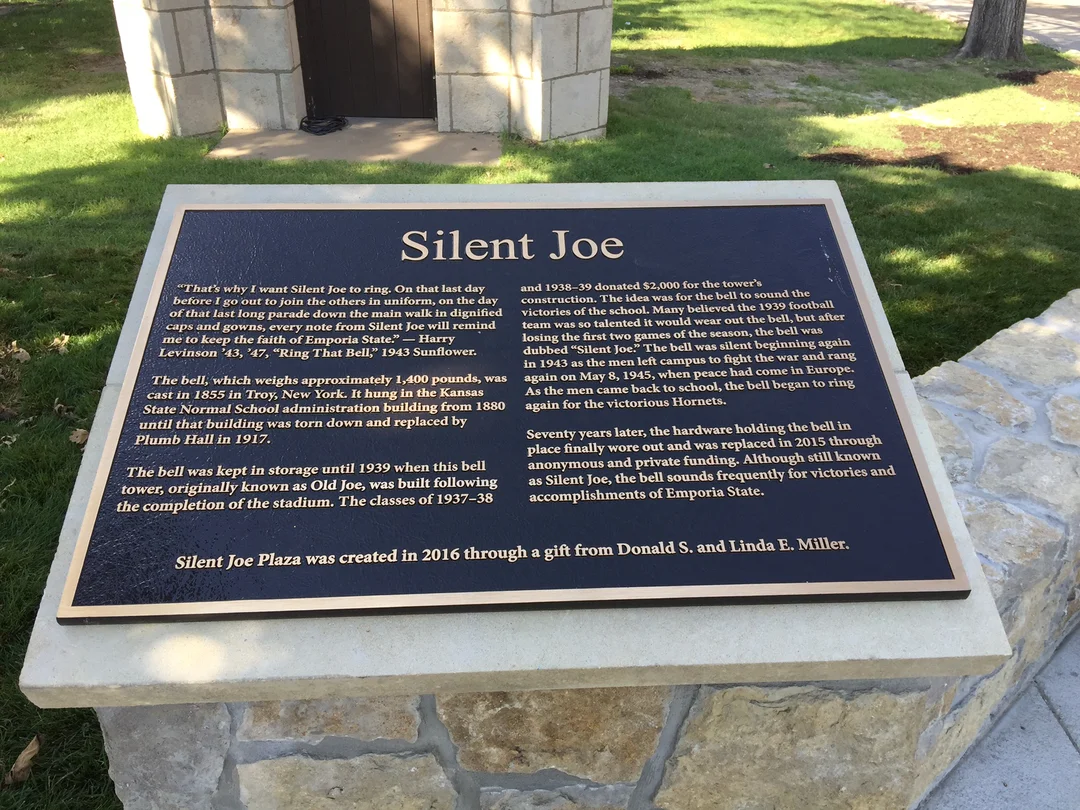 Silent Joe
“That’s why I want Silent Joe to ring. On that last day
before I go out to join the others in uniform, on the day
of that last long parade down the main walk in dignified
caps and gowns, every note from Silent Joe will remind
me to keep the faith of Emporia State.” — Harry
Levinson ’43, ’47, “Ring That Bell,” 1943 Sunflower.
The bell, which weighs approximately 1,400 pounds, was
cast in 1855 in Troy, New York. It hung in the Kansas
State Normal School administration building from 1880
until that building was torn down and replaced by
Plumb Hall in 1917.
The bell was kept in storage until 1939 when this bell
tower, originally known as Old Joe, was built following
the completion of the stadium. The classes of 1937–38
and 1938–39 donated $2,000 for the tower’s
construction. The idea was for the bell to sound the
victories of the school. Many believed the 1939 football
team was so talented it would wear out the bell, but after
losing the first two games of the season, the bell was
dubbed “Silent Joe.” The bell was silent beginning again
in 1943 as the men left campus to fight the war and rang
again on May 8, 1945, when peace had come in Europe.
As the men came back to school, the bell began to ring
again for the victorious Hornets.
Seventy years later, the hardware holding the bell in
place finally wore out and was replaced in 2015 through
anonymous and private funding. Although still known
as Silent Joe, the bell sounds frequently for victories and
accomplishments of Emporia State.
Silent Joe Plaza was created in 2016 through a gift from Donald S. and Linda E. Miller.